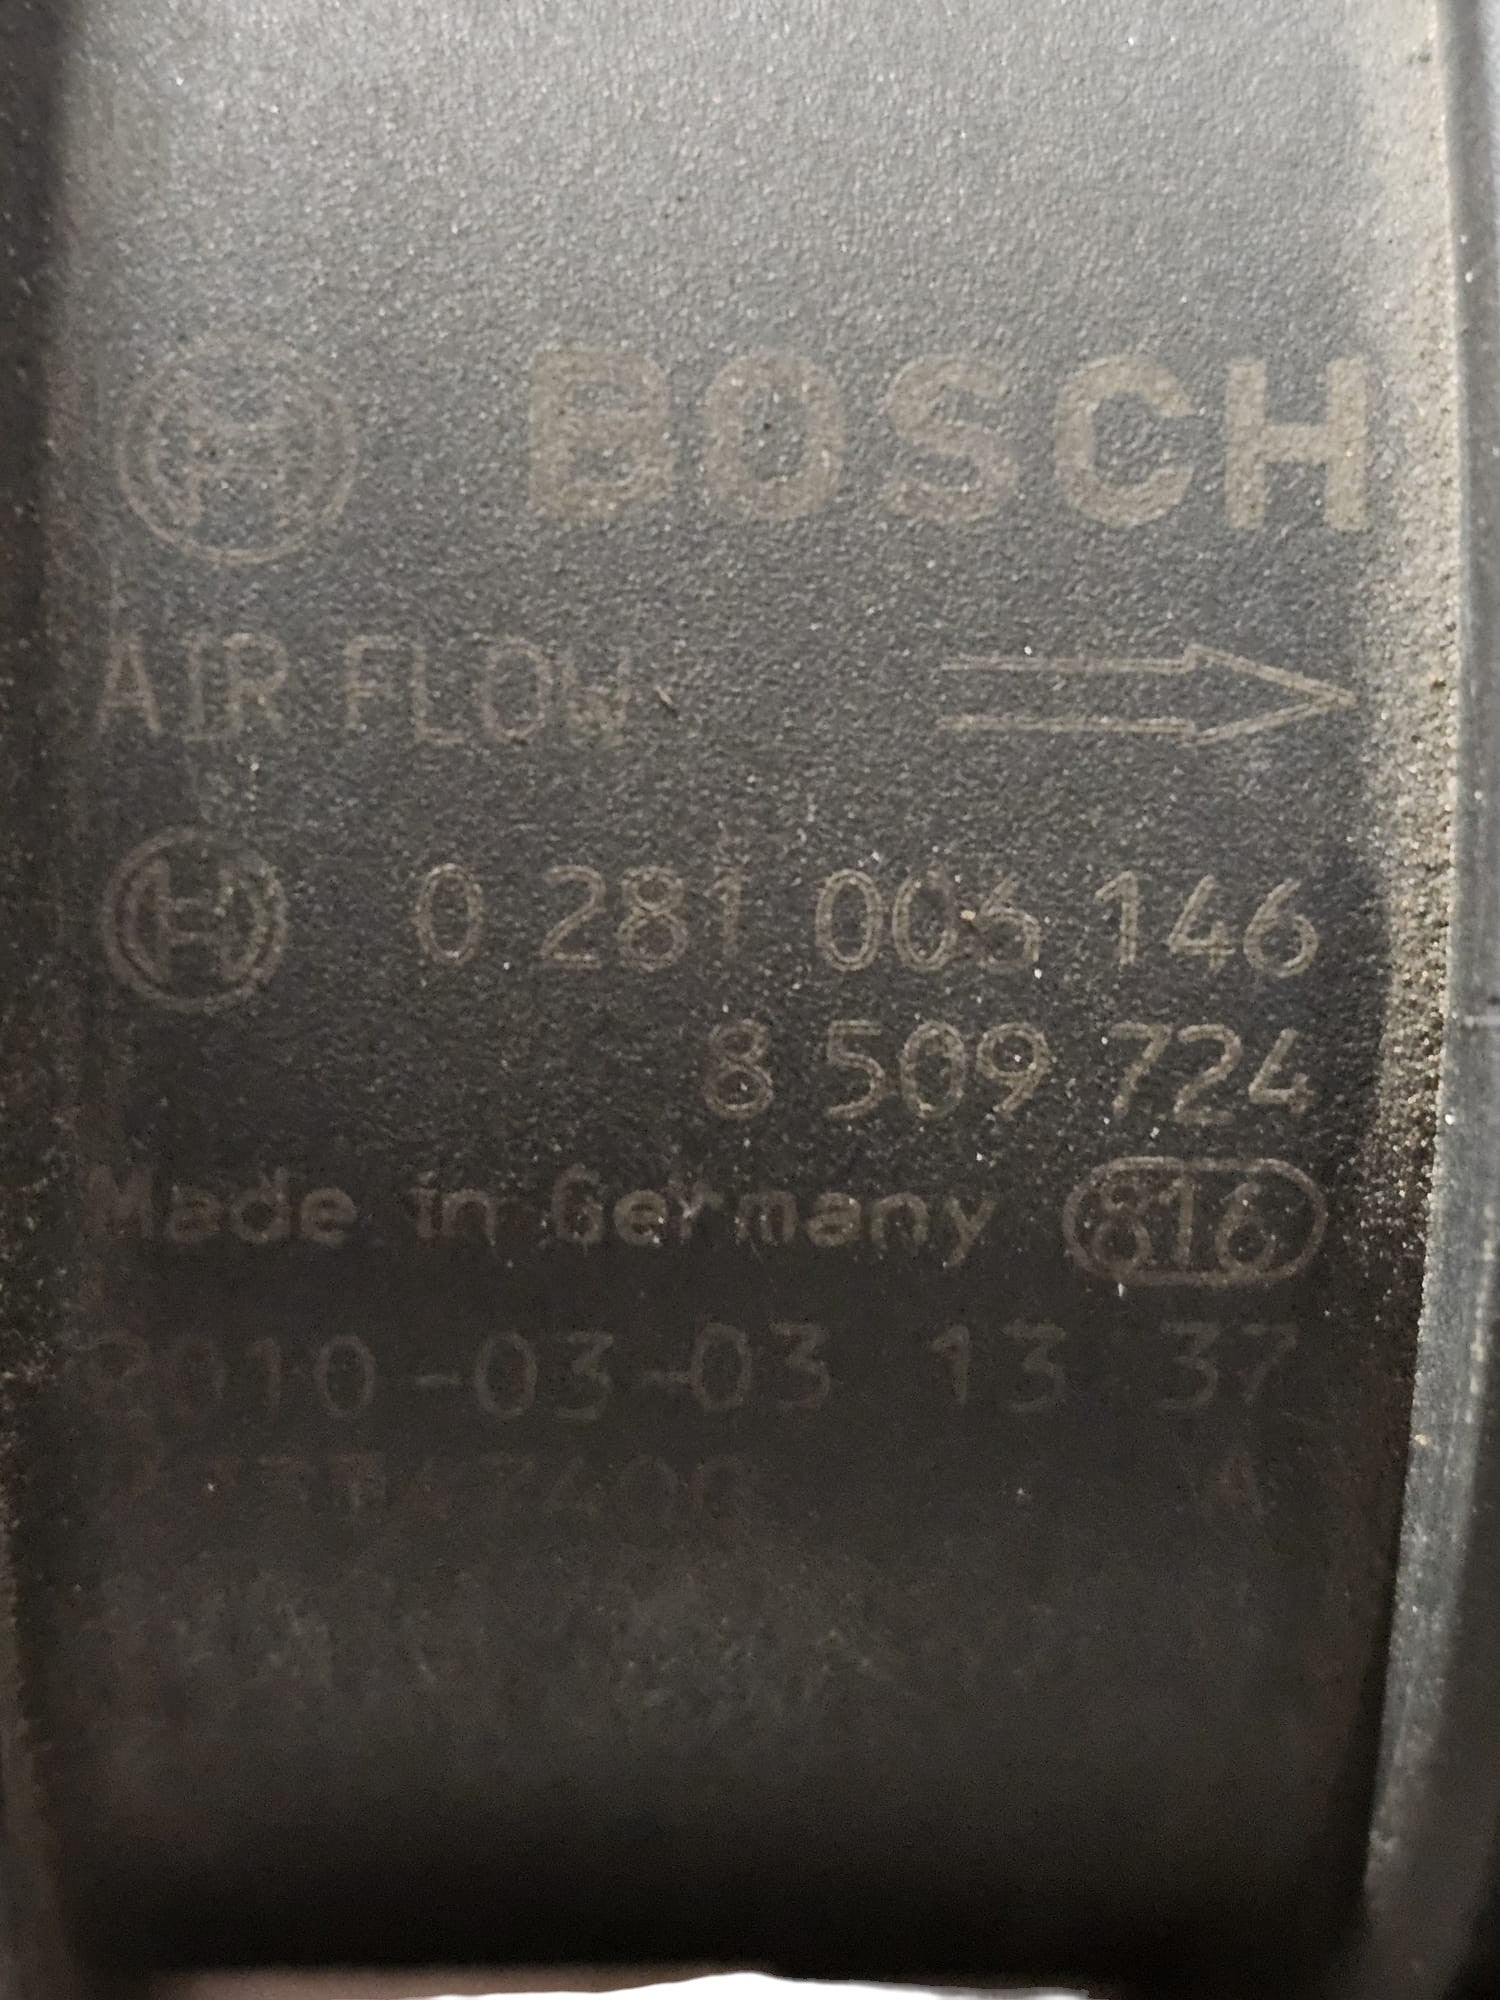 BOSCH
AIR FLOW
0 281 006 146
8 509 724
Made in Germany 816
2010-03-03 13 37